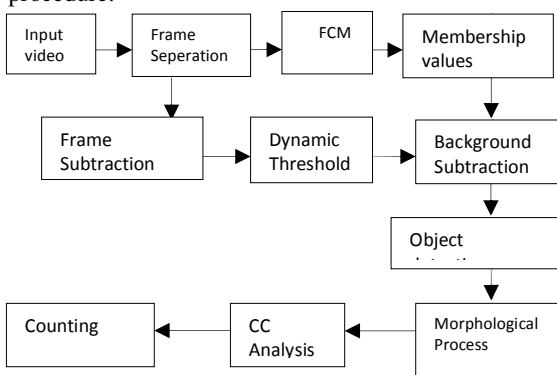 procedure:
Input
video
Frame
Seperation
FCM
Membership
values
Frame
Subtraction
Dynamic
Threshold
Background
Subtraction
Object
Counting
CC
Analysis
Morphological
Process